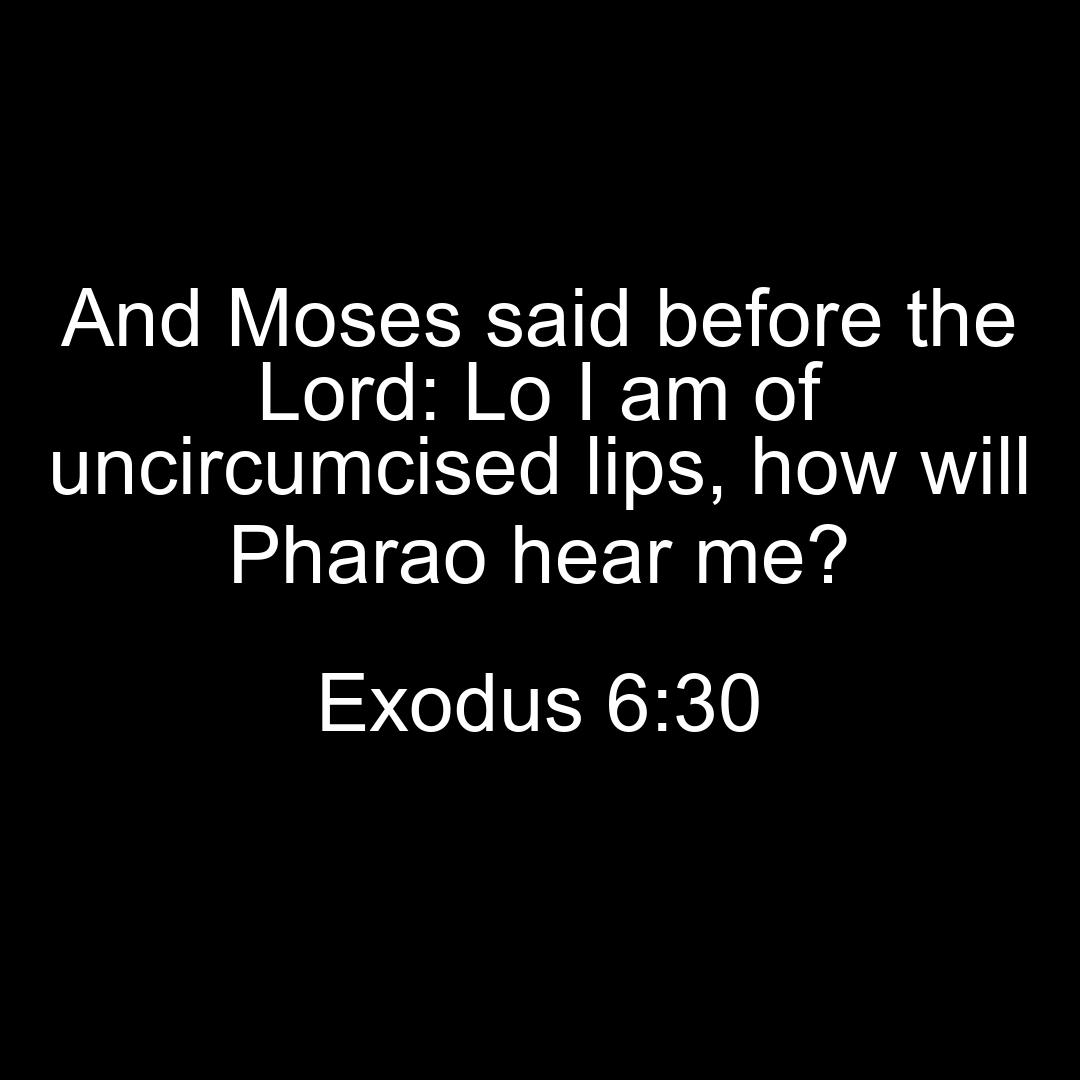 And Moses said before the
Lord: Lo I am of
uncircumcised lips, how will
Pharao hear me?
Exodus 6:30